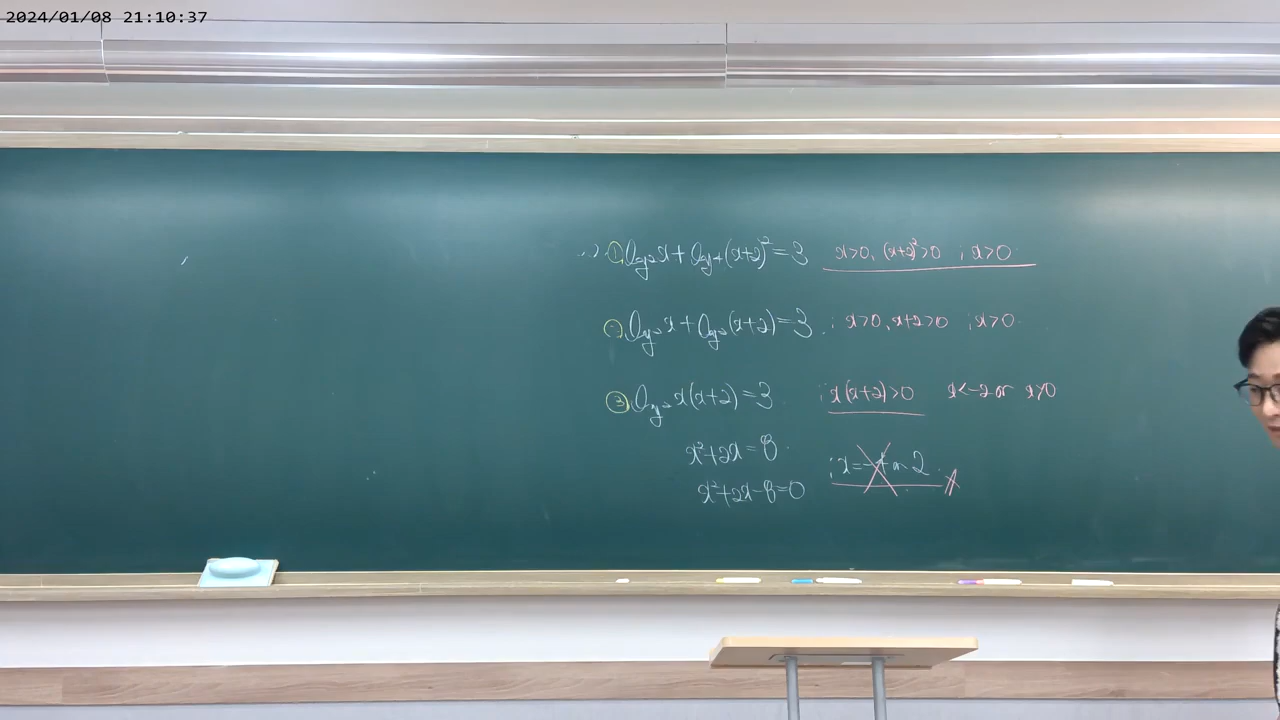 2024/01/08 21:10:37
① log₂x + log₄(x+2)² = 3 x>0, (x+2)²>0 ; x>0
② log₂x + log₂(x+2) = 3 ; x>0, x+2>0 ; x>0
③ log₂x(x+2) = 3 ; x(x+2)>0 x<-2 or x>0
x²+2x=8
; x=-4 or 2
x²+2x-8=0